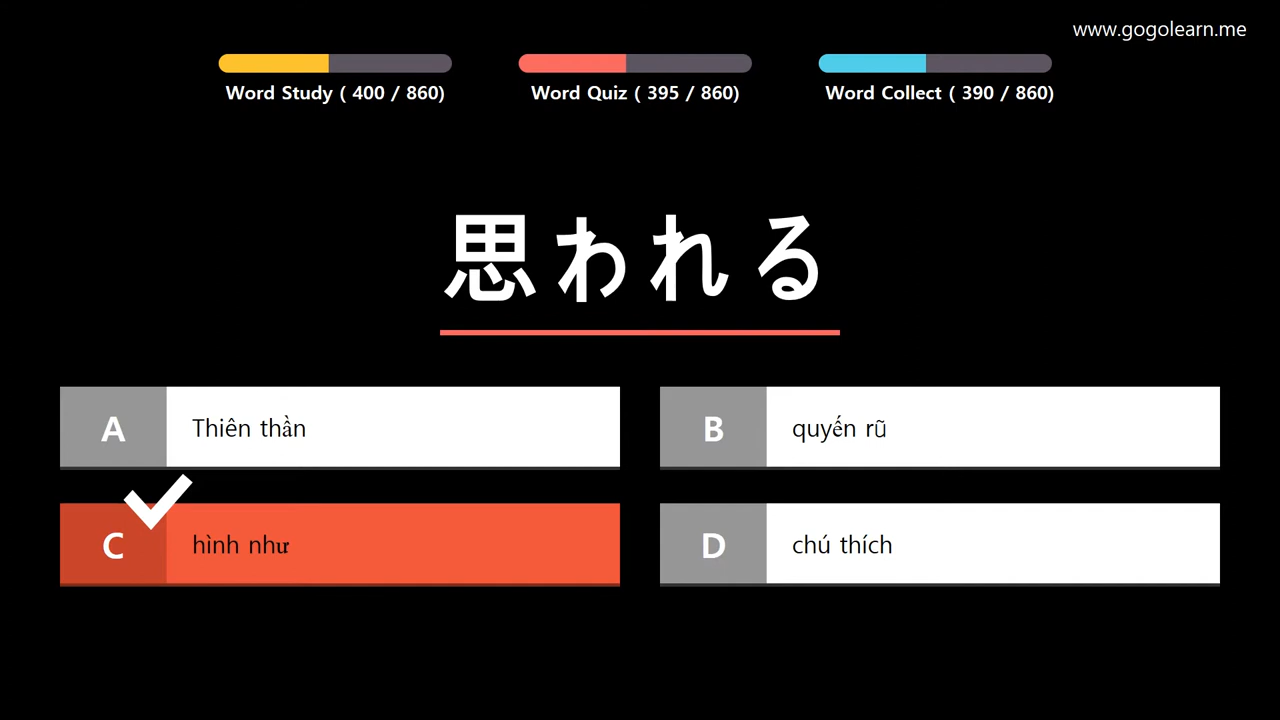 www.gogolearn.me
Word Study ( 400 / 860)
Word Quiz ( 395 / 860)
Word Collect ( 390 / 860)
思われる
A Thiên thần
B quyến rũ
C hình như
D chú thích